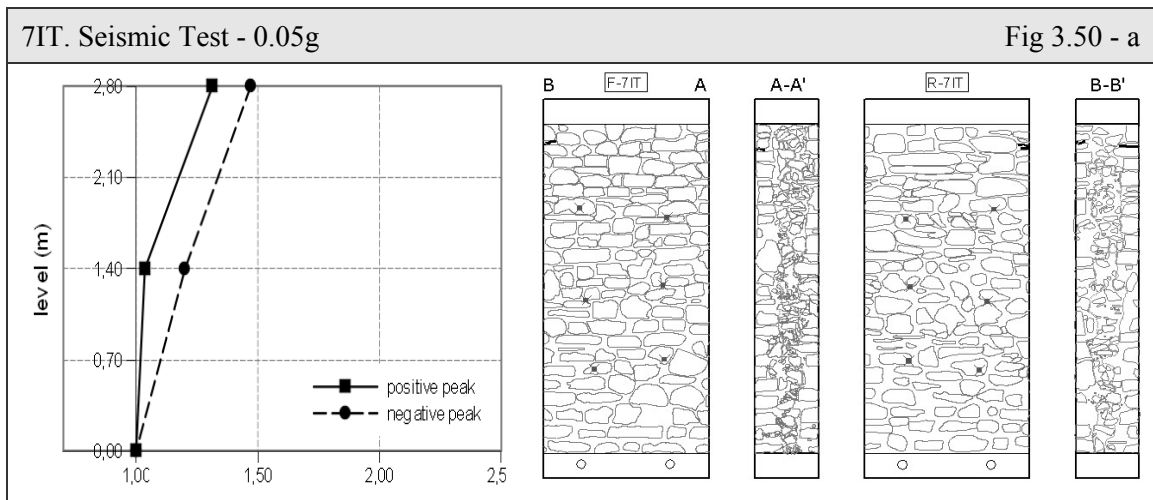 7IT. Seismic Test - 0.05g
Fig 3.50 - a
level (m)
2,80
2,10
1,40
0,70
0,00
1,00
1,50
2,00
2,5
positive peak
negative peak
B
F-7IT
A
A-A'
R-7IT
B-B'